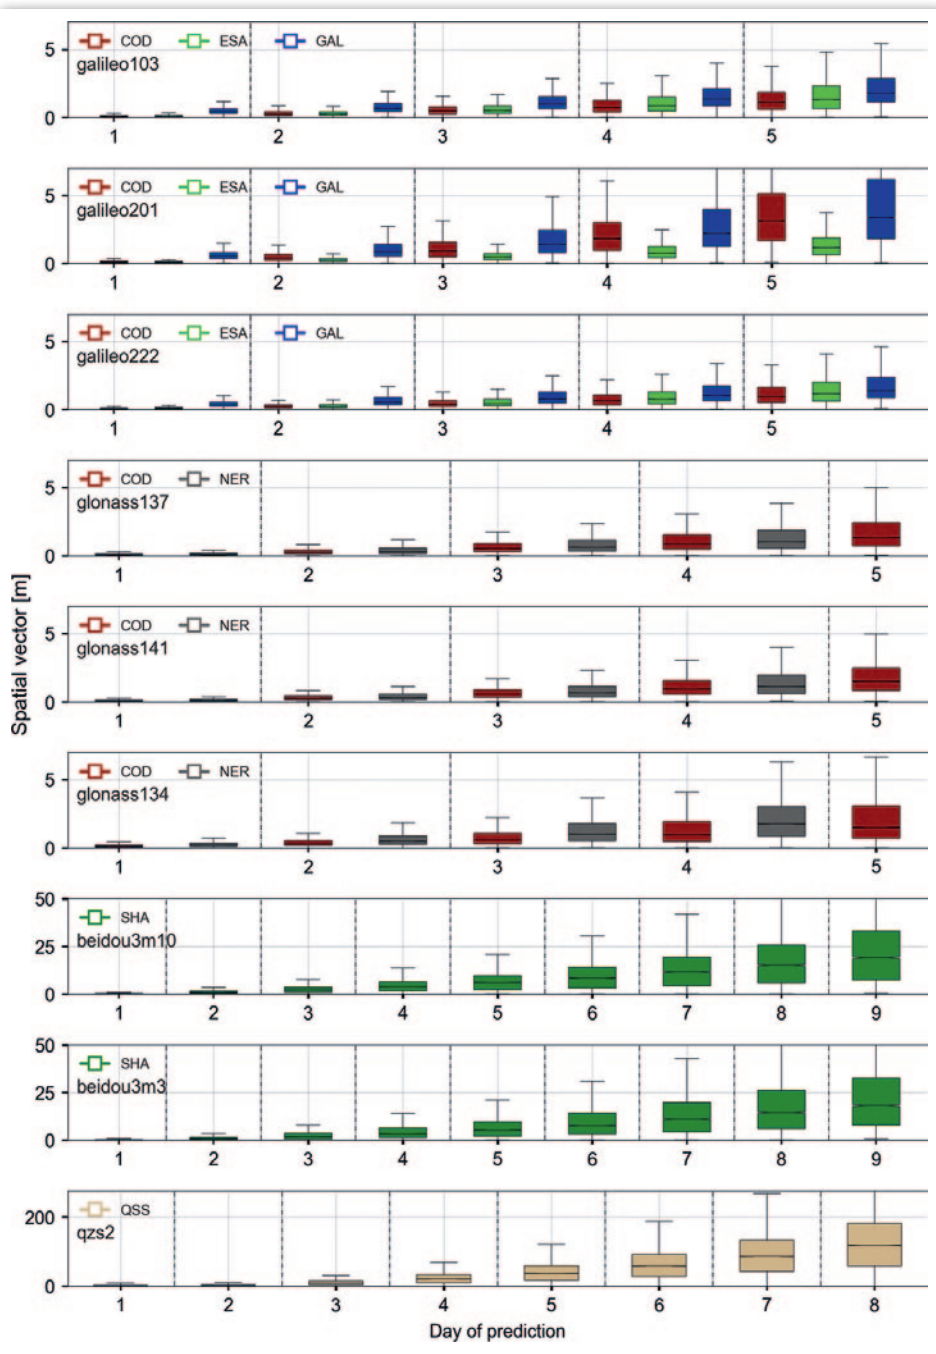 COD ESA GAL
galileo103
5
0
1 2 3 4 5
COD ESA GAL
galileo201
5
0
1 2 3 4 5
COD ESA GAL
galileo222
5
0
1 2 3 4 5
COD NER
glonass137
5
0
1 2 3 4 5
COD NER
glonass141
5
0
1 2 3 4 5
COD NER
glonass134
5
0
1 2 3 4 5
Spatial vector [m]
50
SHA
beidou3m10
25
0
1 2 3 4 5 6 7 8 9
50
SHA
beidou3m3
25
0
1 2 3 4 5 6 7 8 9
QSS
200
qzs2
0
1 2 3 4 5 6 7 8
Day of prediction